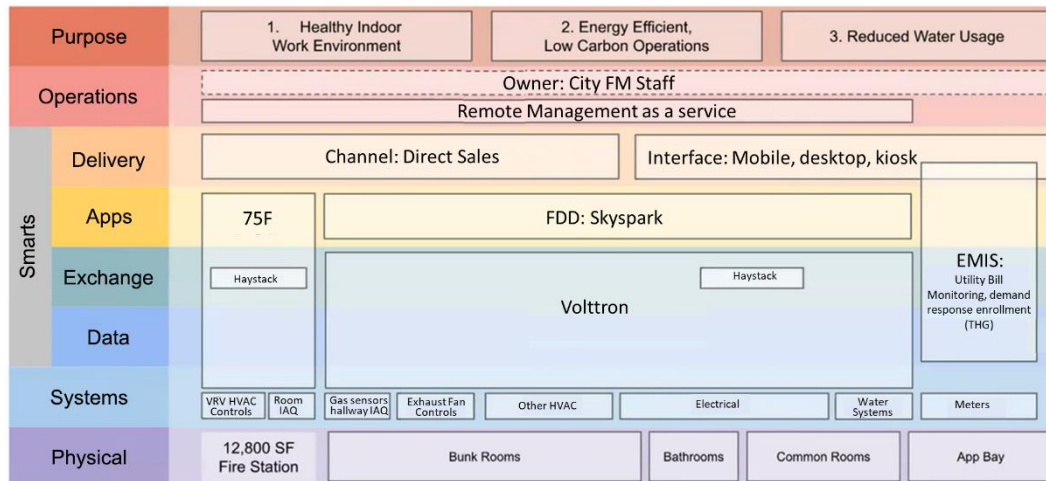 Purpose
1. Healthy Indoor
Work Environment
2. Energy Efficient,
Low Carbon Operations
3. Reduced Water Usage
Operations
Owner: City FM Staff
Remote Management as a service
Smarts
Delivery
Channel: Direct Sales
Interface: Mobile, desktop, kiosk
Apps
75F
FDD: Skyspark
Exchange
Haystack
Haystack
Volttron
EMIS:
Utility Bill
Monitoring, demand
response enrollment
(THG)
Data
Systems
VRV HVAC
Controls
Room
IAQ
Gas sensors
hallway IAQ
Exhaust Fan
Controls
Other HVAC
Electrical
Water
Systems
Meters
Physical
12,800 SF
Fire Station
Bunk Rooms
Bathrooms
Common Rooms
App Bay